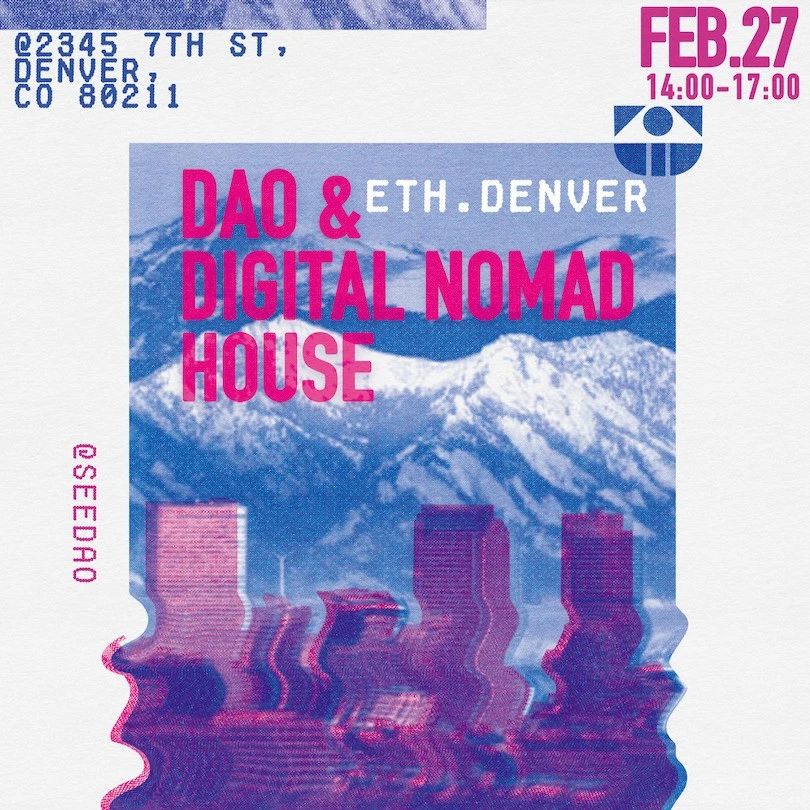 @2345 7TH ST,
DENVER,
CO 80211
FEB.27
14:00-17:00
DAO & ETH.DENVER
DIGITAL NOMAD
HOUSE
@SEEDAO